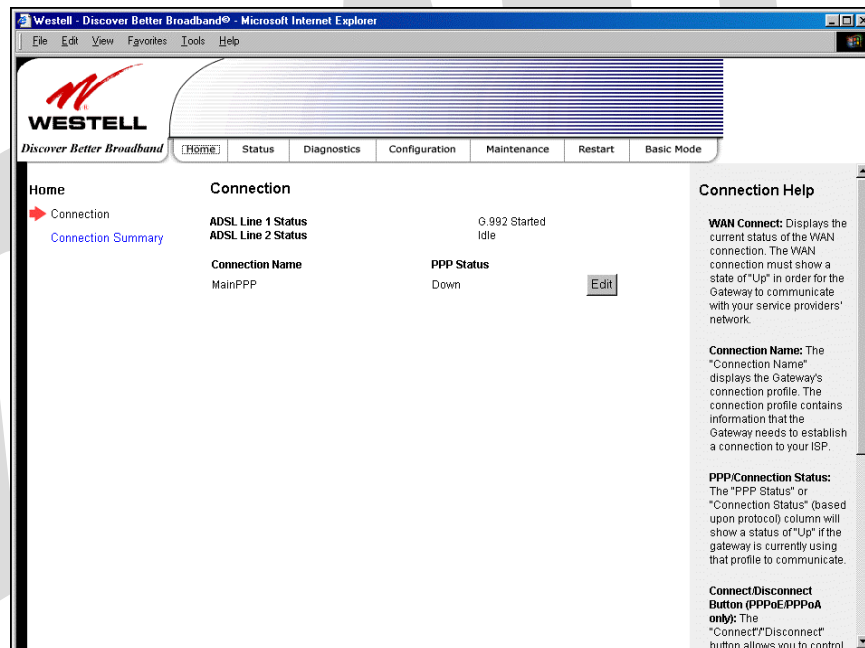 Westell - Discover Better Broadband® - Microsoft Internet Explorer
File Edit View Favorites Tools Help
WESTELL
Discover Better Broadband
Home Status Diagnostics Configuration Maintenance Restart Basic Mode
Home
Connection
Connection Summary
Connection
ADSL Line 1 Status G.992 Started
ADSL Line 2 Status Idle
Connection Name PPP Status
MainPPP Down Edit
Connection Help
WAN Connect: Displays the
current status of the WAN
connection. The WAN
connection must show a
state of "Up" in order for the
Gateway to communicate
with your service providers'
network.
Connection Name: The
"Connection Name"
displays the Gateway's
connection profile. The
connection profile contains
information that the
Gateway needs to establish
a connection to your ISP.
PPP/Connection Status:
The "PPP Status" or
"Connection Status" (based
upon protocol) column will
show a status of "Up" if the
gateway is currently using
that profile to communicate.
Connect/Disconnect
Button (PPPoE/PPPoA
only): The
"Connect"/"Disconnect"
button allows you to control